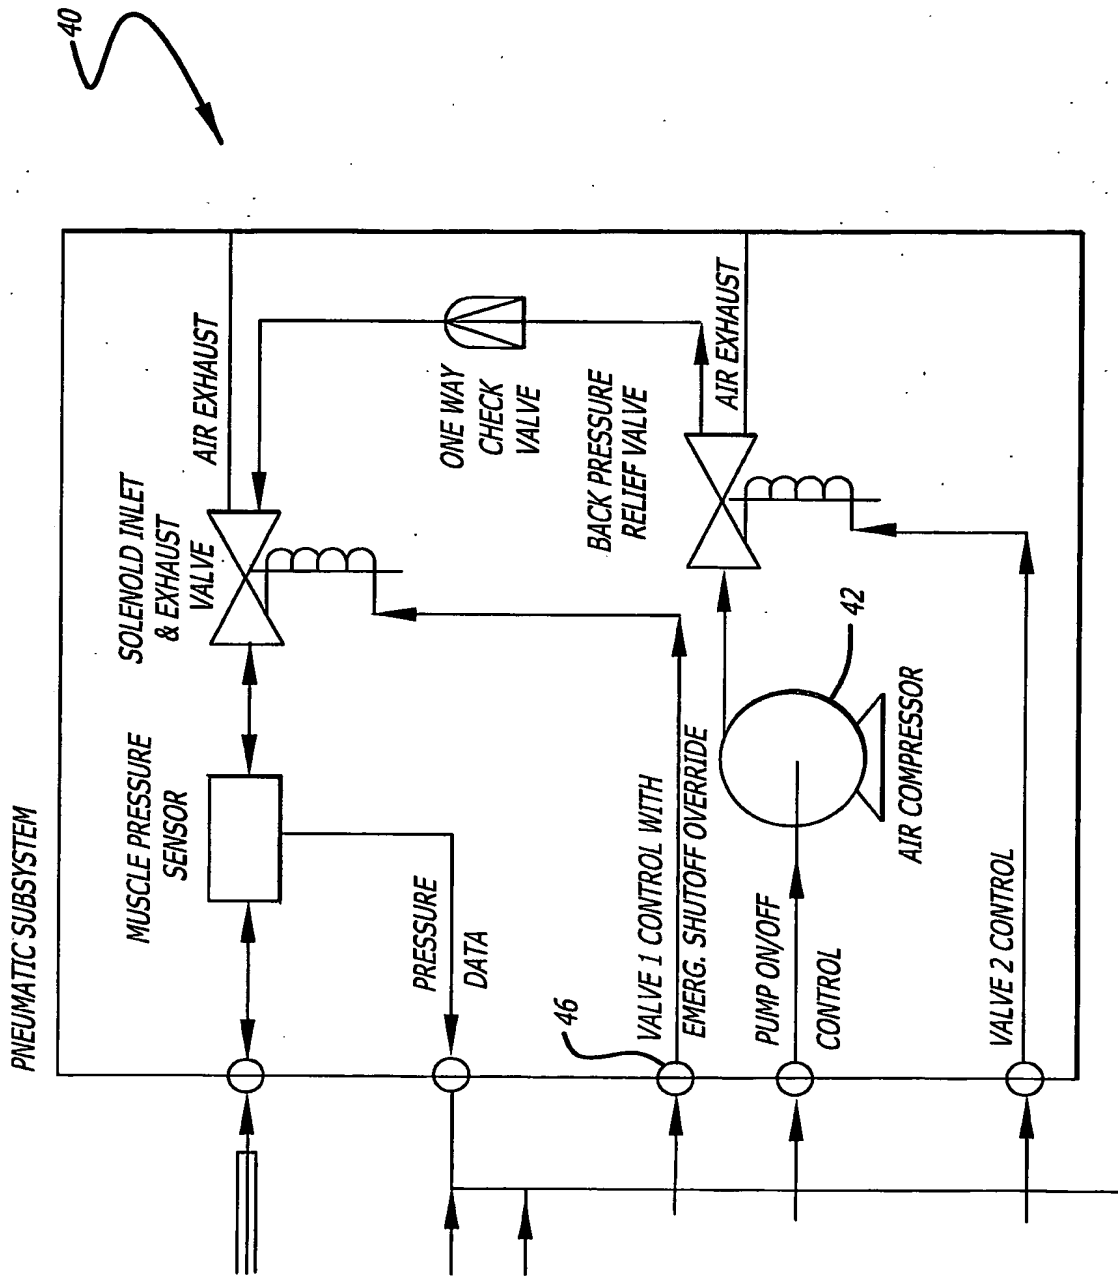 PNEUMATIC SUBSYSTEM
40
MUSCLE PRESSURE
SENSOR
SOLENOLD INLET
& EXHAUST
VALVE
AIR EXHAUST
PRESSURE
DATA
ONE WAY
CHECK
VALVE
46
VALVE 1 CONTROL WITH
EMERG. SHUTOFF OVERRIDE
BACK PRESSURE
RELIEF VALVE
AIR EXHAUST
PUMP ON/OFF
CONTROL
42
AIR COMPRESSOR
VALVE 2 CONTROL